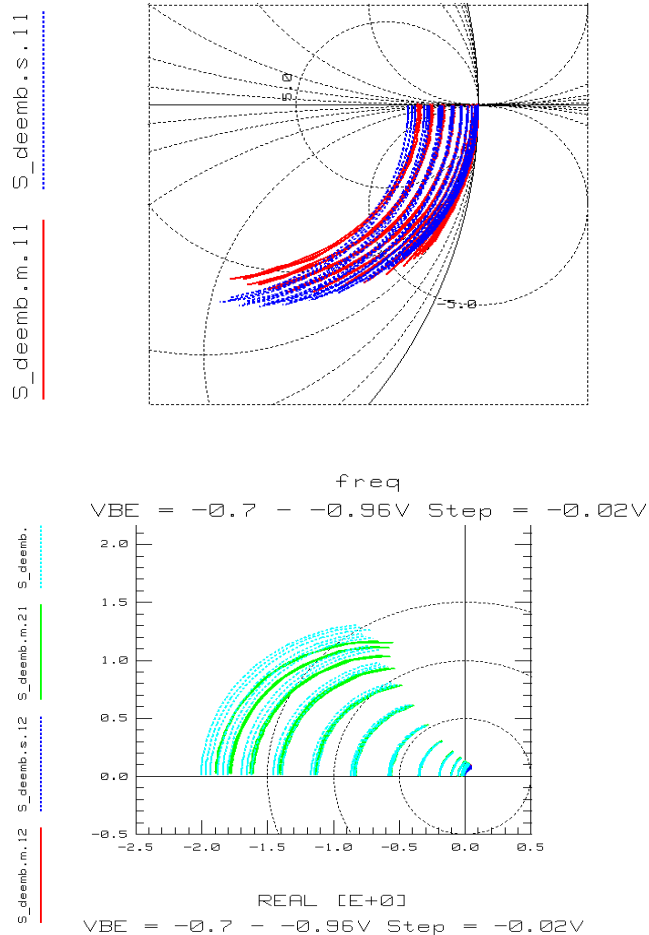 S_deemb.s.11
S_deemb.m.11
5.0
-5.0
freq
VBE = -0.7 - -0.96V Step = -0.02V
S_deemb.
S_deemb.m.21
S_deemb.s.12
S_deemb.m.12
2.0
1.5
1.0
0.5
0.0
-0.5
-2.5 -2.0 -1.5 -1.0 -0.5 0.0 0.5
REAL [E+0]
VBE = -0.7 - -0.96V Step = -0.02V